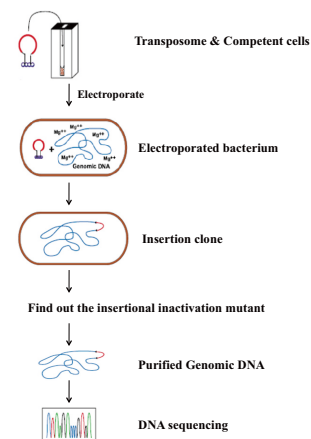 Transposome & Competent cells
Electroporate
Mg⁺⁺
Mg⁺⁺
Mg⁺⁺
+
Mg⁺⁺
Mg⁺⁺
Genomic DNA
Electroporated bacterium
Insertion clone
Find out the insertional inactivation mutant
Purified Genomic DNA
DNA sequencing